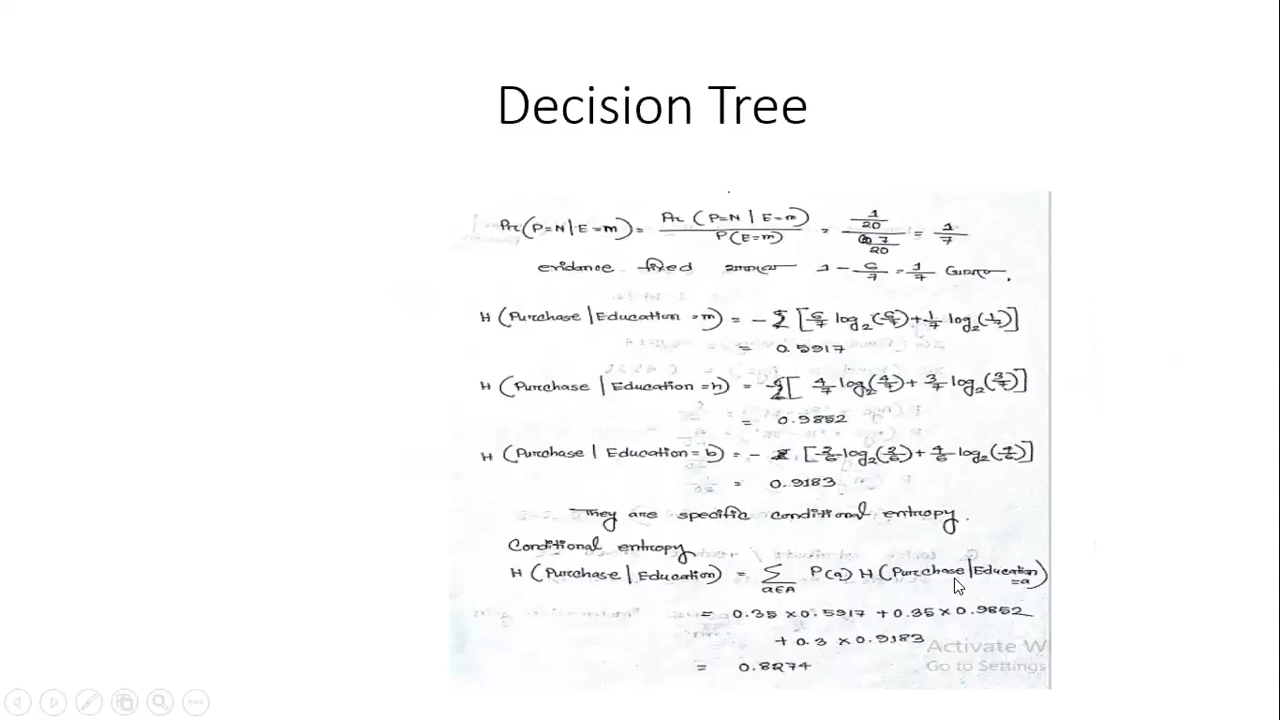 Decision Tree
Pr(P=N|E=m) = Pr(P=N|E=m) / P(E=m) = (1/20) / (7/20) = 1/7
evidence fixed 1 - 6/7 = 1/7
H (Purchase | Education = m) = - [6/7 log₂(6/7) + 1/7 log₂(1/7)]
= 0.5917
H (Purchase | Education = h) = - [4/7 log₂(4/7) + 3/7 log₂(3/7)]
= 0.9852
H (Purchase | Education = b) = - [2/6 log₂(2/6) + 4/6 log₂(4/6)]
= 0.9183
They are specific conditional entropy.
Conditional entropy
H (Purchase | Education) = Σ a∈A P(a) H (Purchase | Education = a)
= 0.35 × 0.5917 + 0.35 × 0.9852
+ 0.3 × 0.9183
= 0.8274
Activate W
Go to Settings